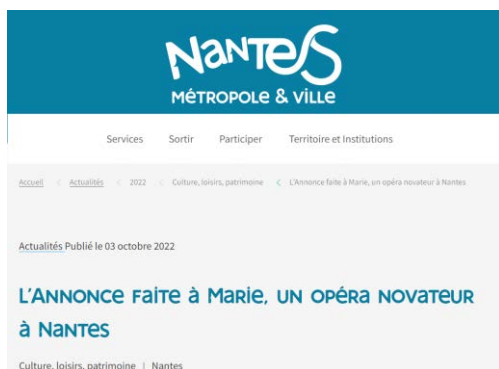 Nantes
MÉTROPOLE & VILLE
Services Sortir Participer Territoire et Institutions
Accueil < Actualités < 2022 < Culture, loisirs, patrimoine < L'Annonce faite à Marie, un opéra novateur à Nantes
Actualités Publié le 03 octobre 2022
L'Annonce faite à Marie, un opéra novateur
à Nantes
Culture, loisirs, patrimoine | Nantes